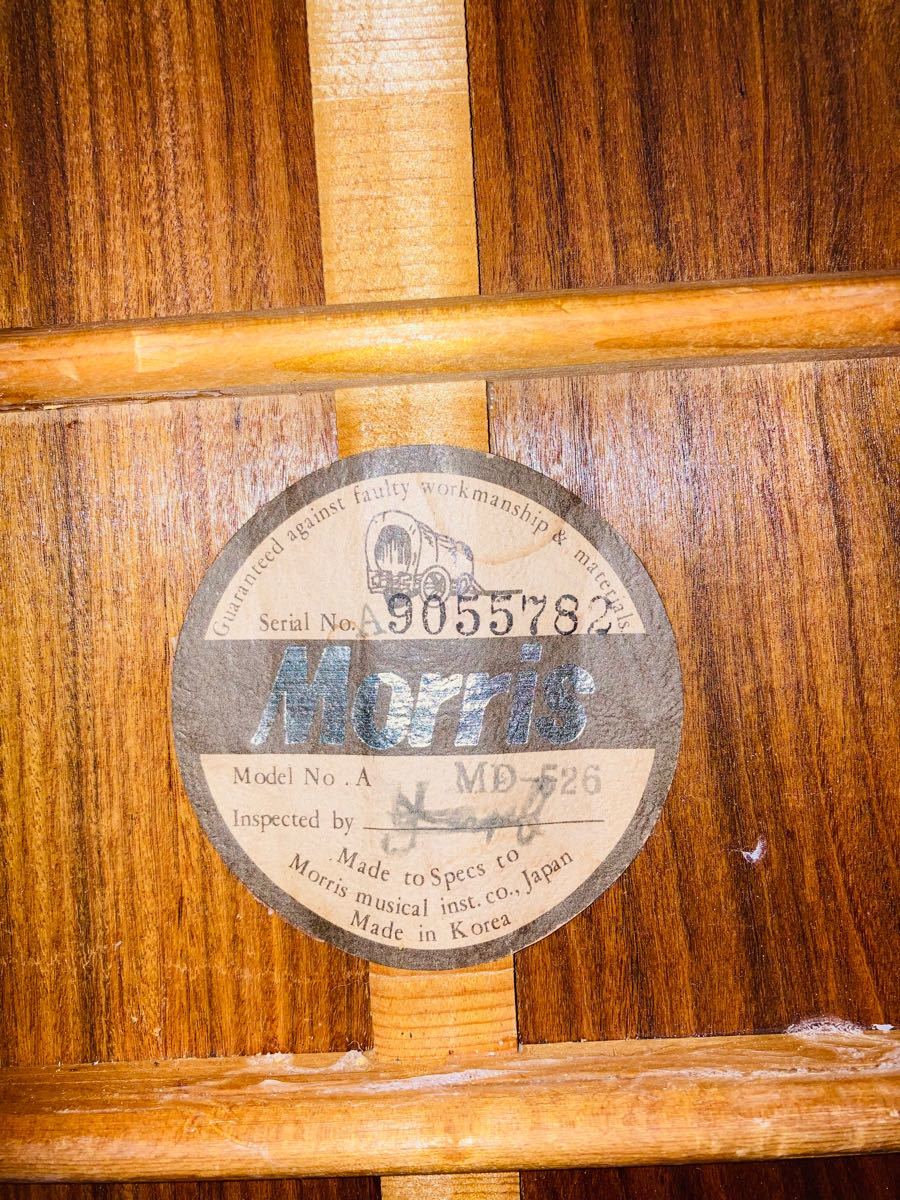 Guaranteed against faulty workmanship & materials.
Serial No. A9055782
Morris
Model No . A MD-526
Inspected by
Made to Specs to
Morris musical inst. co., Japan
Made in Korea